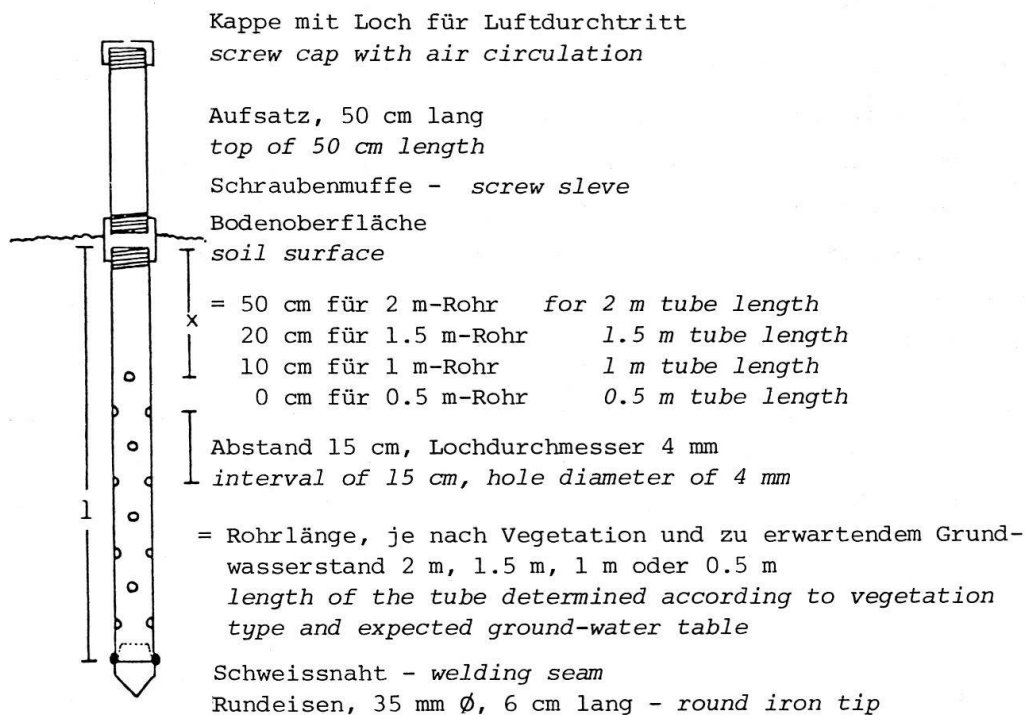 Kappe mit Loch für Luftdurchtritt
screw cap with air circulation
Aufsatz, 50 cm lang
top of 50 cm length
Schraubenmuffe - screw sleve
Bodenoberfläche
soil surface
x
= 50 cm für 2 m-Rohr for 2 m tube length
20 cm für 1.5 m-Rohr 1.5 m tube length
10 cm für 1 m-Rohr 1 m tube length
0 cm für 0.5 m-Rohr 0.5 m tube length
Abstand 15 cm, Lochdurchmesser 4 mm
interval of 15 cm, hole diameter of 4 mm
l
= Rohrlänge, je nach Vegetation und zu erwartendem Grund-
wasserstand 2 m, 1.5 m, 1 m oder 0.5 m
length of the tube determined according to vegetation
type and expected ground-water table
Schweissnaht - welding seam
Rundeisen, 35 mm Ø, 6 cm lang - round iron tip